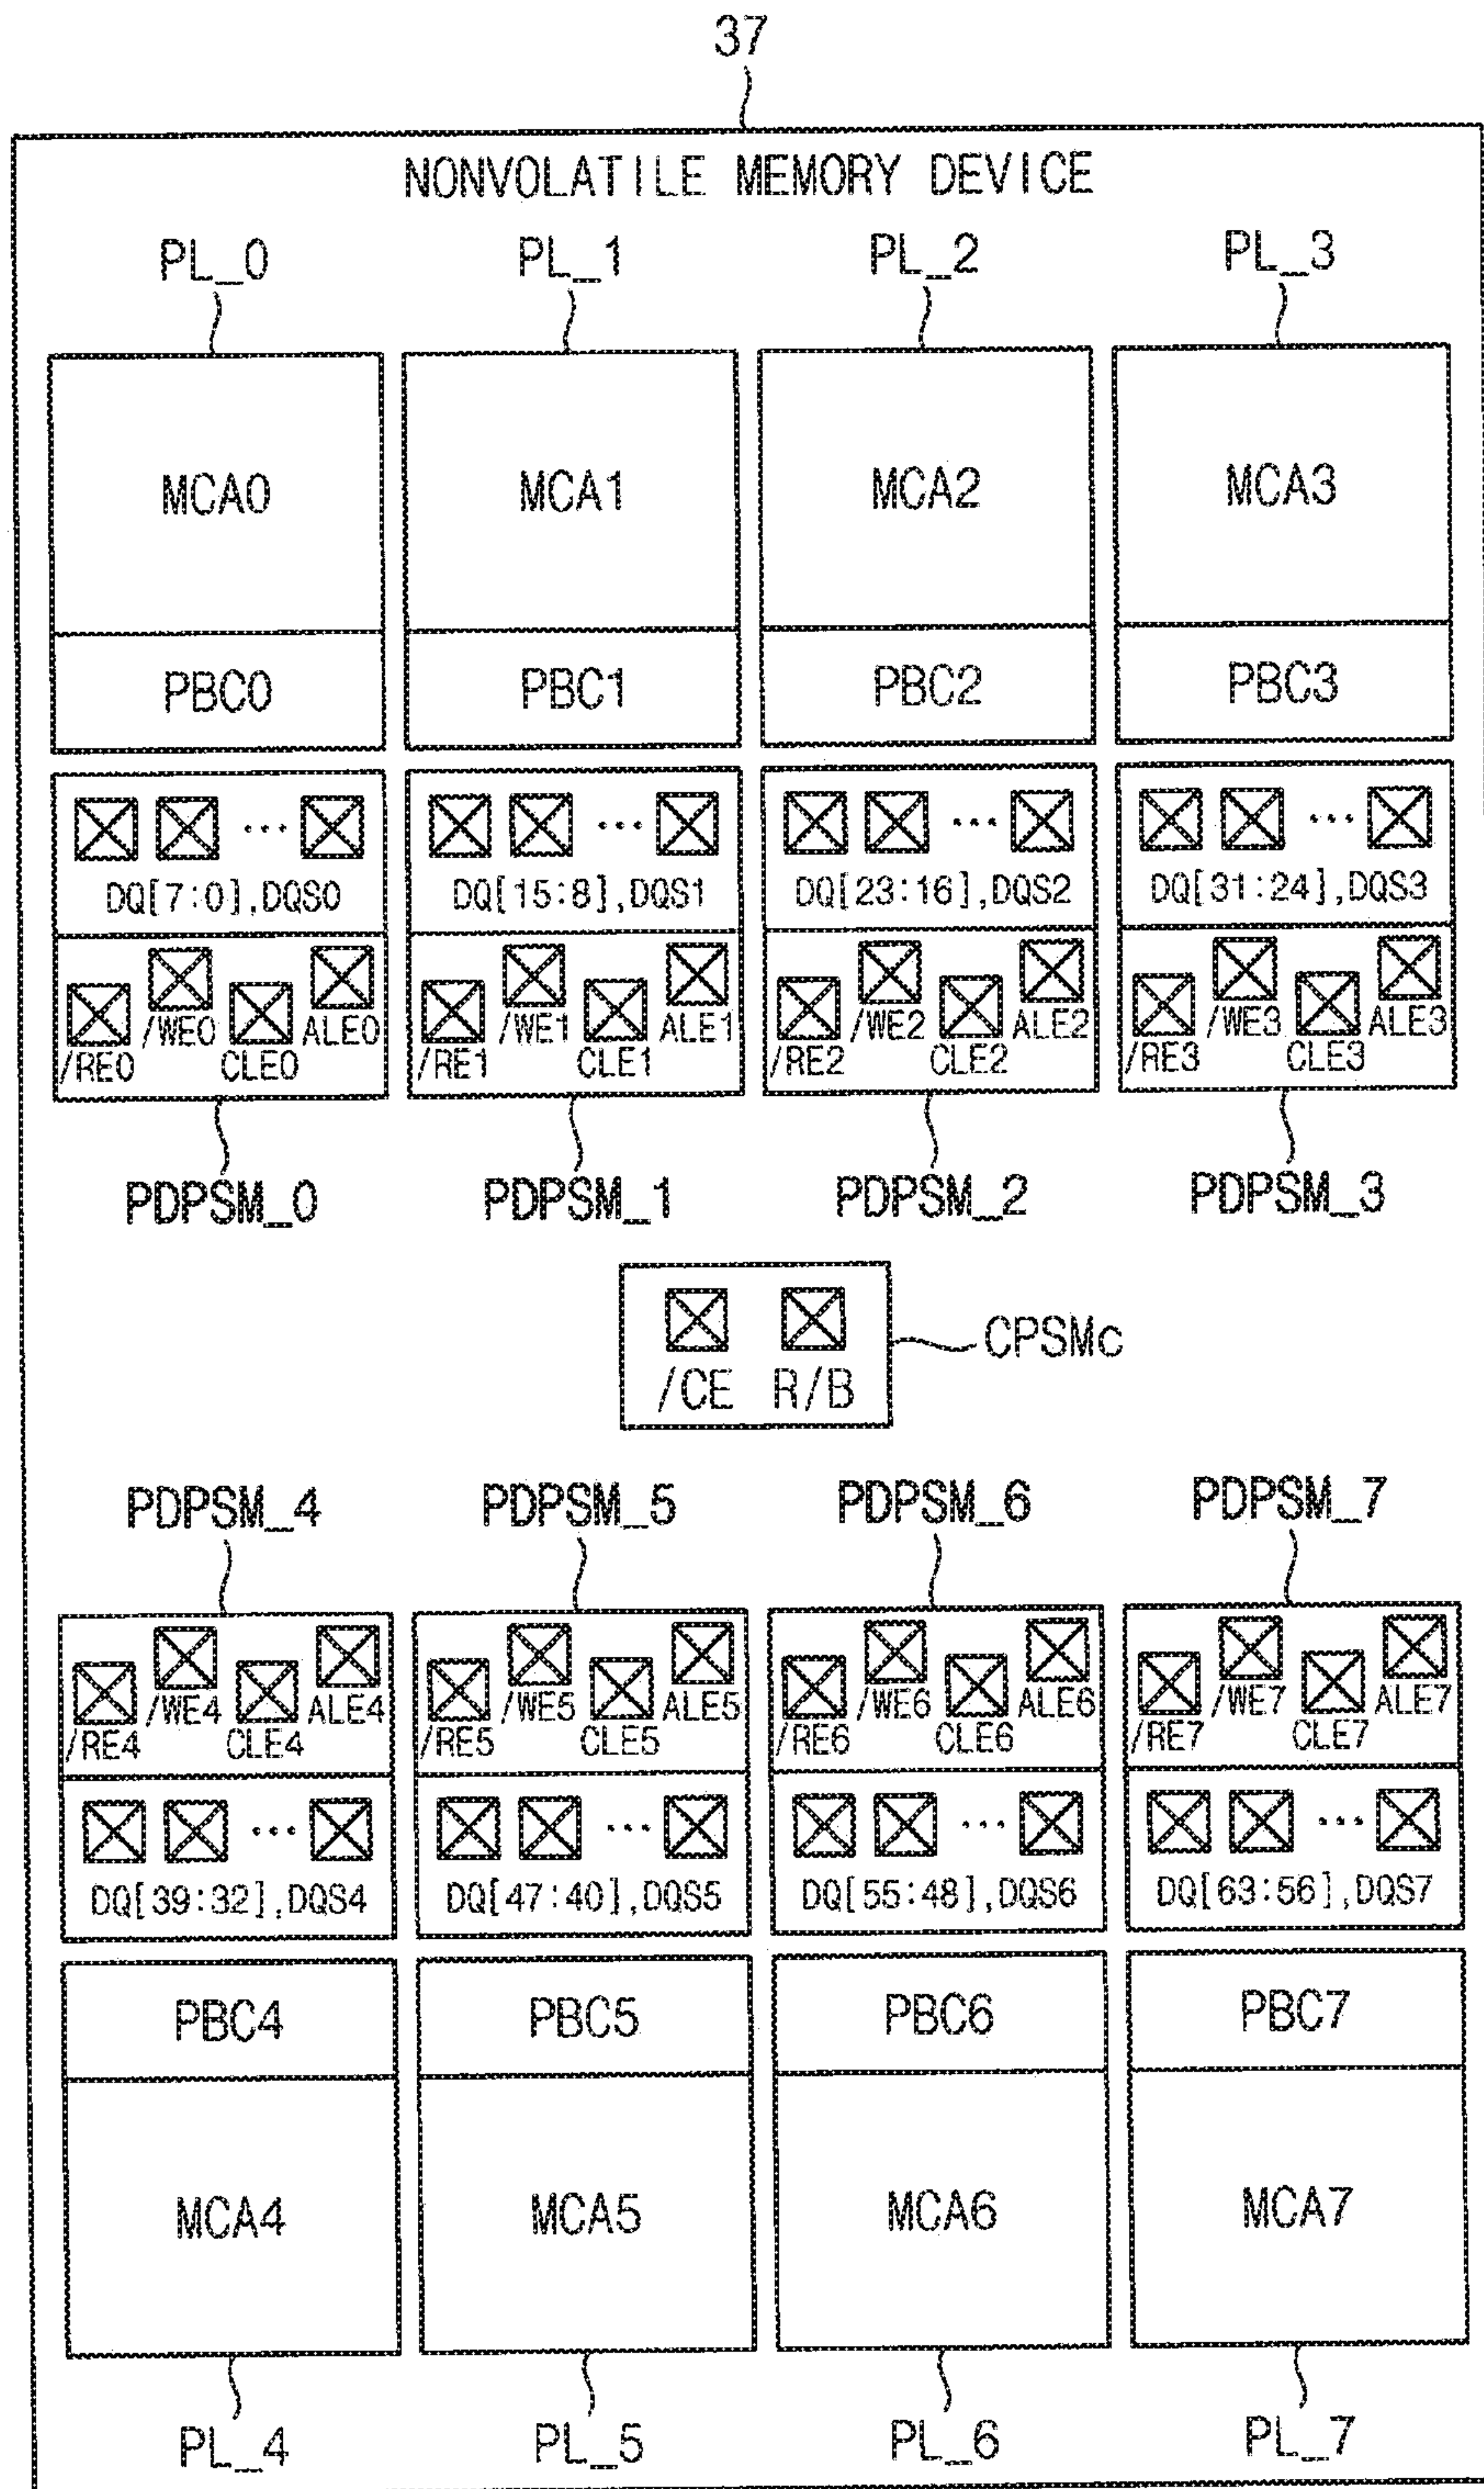 37
NONVOLATILE MEMORY DEVICE
PL_0 PL_1 PL_2 PL_3
MCA0 MCA1 MCA2 MCA3
PBC0 PBC1 PBC2 PBC3
... ... ... ...
DQ[7:0],DQS0 DQ[15:8],DQS1 DQ[23:16],DQS2 DQ[31:24],DQS3
/WE0 ALE0 /WE1 ALE1 /WE2 ALE2 /WE3 ALE3
/RE0 CLE0 /RE1 CLE1 /RE2 CLE2 /RE3 CLE3
PDPSM_0 PDPSM_1 PDPSM_2 PDPSM_3
CPSMc
/CE R/B
PDPSM_4 PDPSM_5 PDPSM_6 PDPSM_7
/WE4 ALE4 /WE5 ALE5 /WE6 ALE6 /WE7 ALE7
/RE4 CLE4 /RE5 CLE5 /RE6 CLE6 /RE7 CLE7
... ... ... ...
DQ[39:32],DQS4 DQ[47:40],DQS5 DQ[55:48],DQS6 DQ[63:56],DQS7
PBC4 PBC5 PBC6 PBC7
MCA4 MCA5 MCA6 MCA7
PL_4 PL_5 PL_6 PL_7